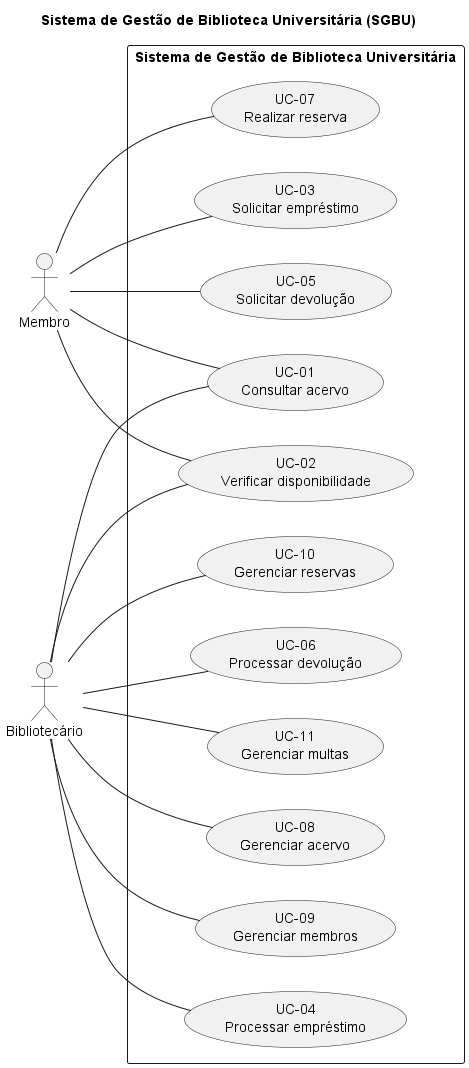 Sistema de Gestão de Biblioteca Universitária (SGBU)
Sistema de Gestão de Biblioteca Universitária
UC-07
Realizar reserva
UC-03
Solicitar empréstimo
UC-05
Solicitar devolução
Membro
UC-01
Consultar acervo
UC-02
Verificar disponibilidade
UC-10
Gerenciar reservas
UC-06
Processar devolução
Bibliotecário
UC-11
Gerenciar multas
UC-08
Gerenciar acervo
UC-09
Gerenciar membros
UC-04
Processar empréstimo